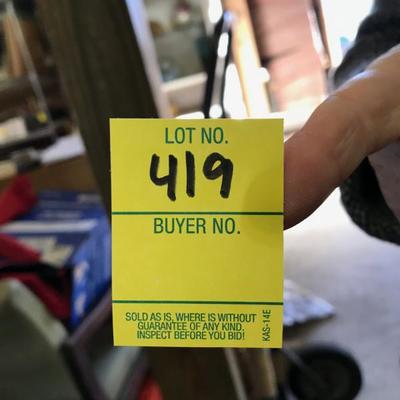 LOT NO.
419
BUYER NO.
SOLD AS IS, WHERE IS WITHOUT
GUARANTEE OF ANY KIND.
INSPECT BEFORE YOU BID!
KAS-14E